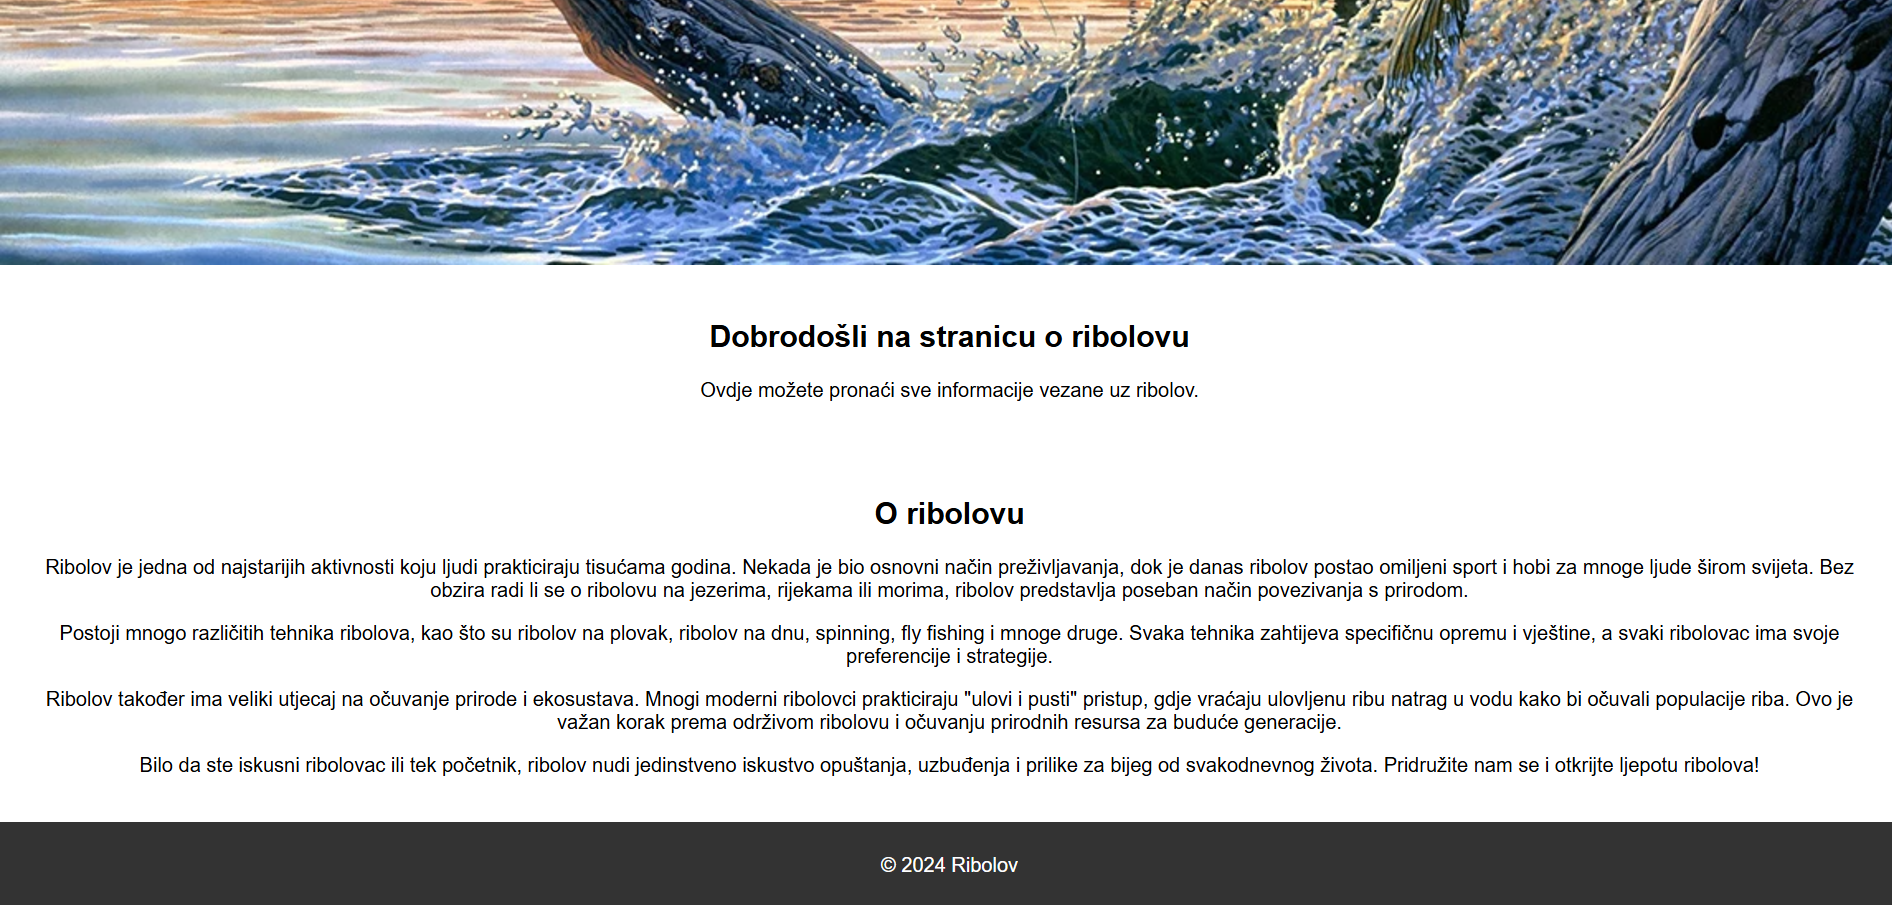 Dobrodošli na stranicu o ribolovu
Ovdje možete pronaći sve informacije vezane uz ribolov.
O ribolovu
Ribolov je jedna od najstarijih aktivnosti koju ljudi prakticiraju tisućama godina. Nekada je bio osnovni način preživljavanja, dok je danas ribolov postao omiljeni sport i hobi za mnoge ljude širom svijeta. Bez
obzira radi li se o ribolovu na jezerima, rijekama ili morima, ribolov predstavlja poseban način povezivanja s prirodom.
Postoji mnogo različitih tehnika ribolova, kao što su ribolov na plovak, ribolov na dnu, spinning, fly fishing i mnoge druge. Svaka tehnika zahtijeva specifičnu opremu i vještine, a svaki ribolovac ima svoje
preferencije i strategije.
Ribolov također ima veliki utjecaj na očuvanje prirode i ekosustava. Mnogi moderni ribolovci prakticiraju "ulovi i pusti" pristup, gdje vraćaju ulovljenu ribu natrag u vodu kako bi očuvali populacije riba. Ovo je
važan korak prema održivom ribolovu i očuvanju prirodnih resursa za buduće generacije.
Bilo da ste iskusni ribolovac ili tek početnik, ribolov nudi jedinstveno iskustvo opuštanja, uzbuđenja i prilike za bijeg od svakodnevnog života. Pridružite nam se i otkrijte ljepotu ribolova!
© 2024 Ribolov